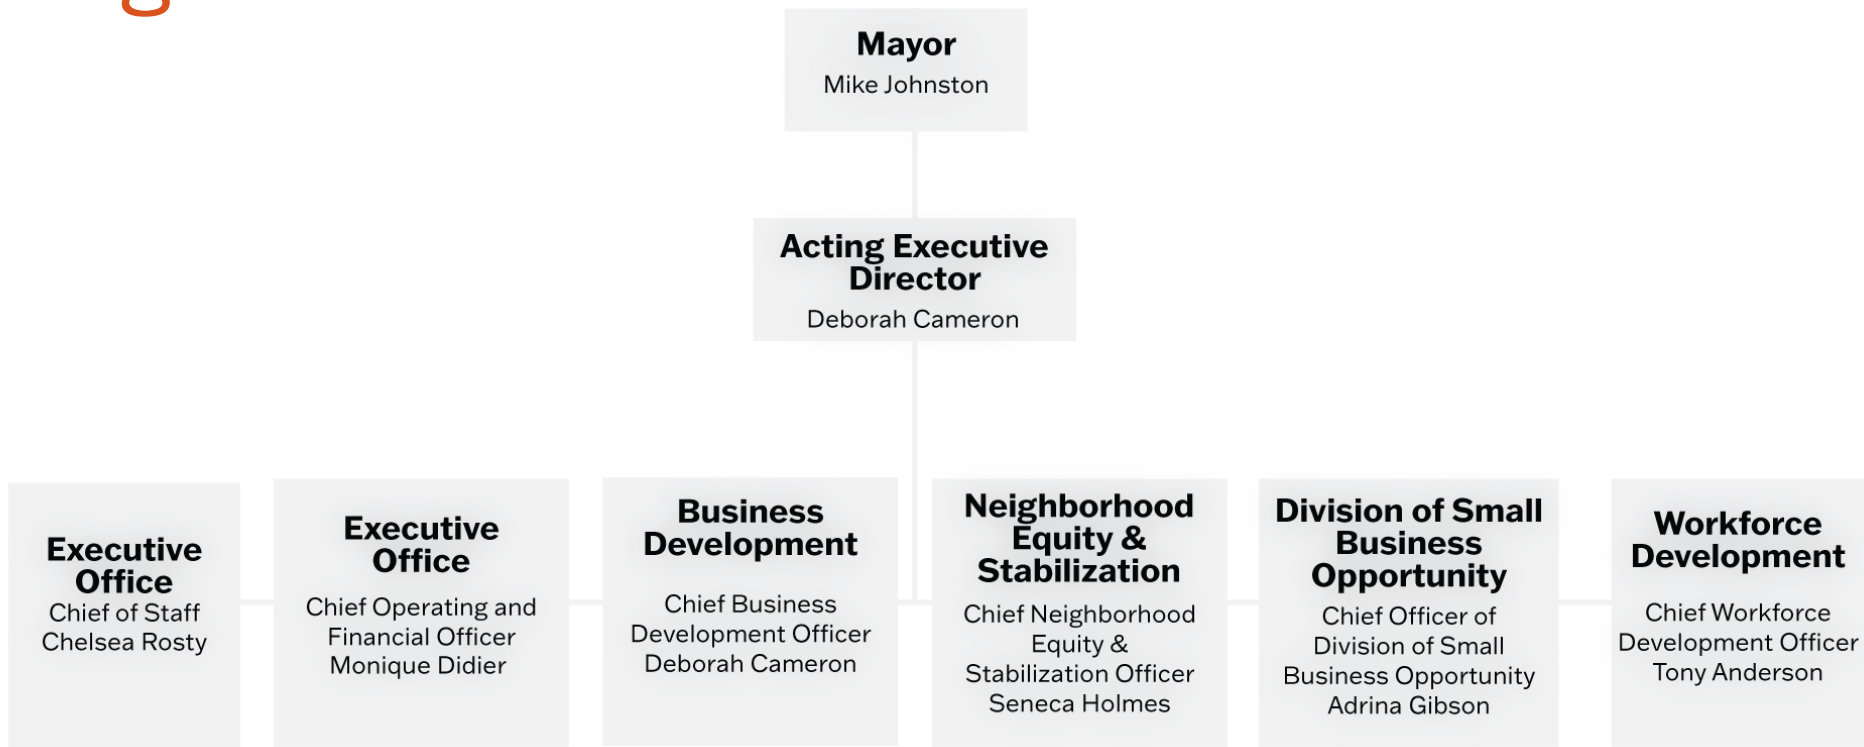 g
Mayor
Mike Johnston
Acting Executive
Director
Deborah Cameron
Executive
Office
Chief of Staff
Chelsea Rosty
Executive
Office
Chief Operating and
Financial Officer
Monique Didier
Business
Development
Chief Business
Development Officer
Deborah Cameron
Neighborhood
Equity &
Stabilization
Chief Neighborhood
Equity &
Stabilization Officer
Seneca Holmes
Division of Small
Business
Opportunity
Chief Officer of
Division of Small
Business Opportunity
Adrina Gibson
Workforce
Development
Chief Workforce
Development Officer
Tony Anderson